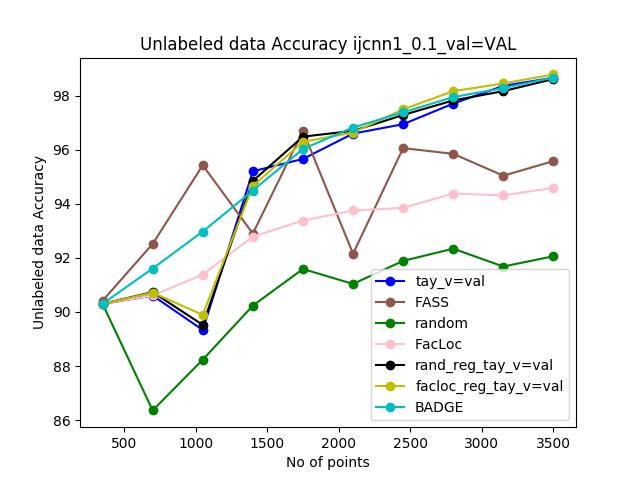 Unlabeled data Accuracy ijcnn1_0.1_val=VAL
98
96
94
92
90
88
86
Unlabeled data Accuracy
tay_v=val
FASS
random
FacLoc
rand_reg_tay_v=val
facloc_reg_tay_v=val
BADGE
500 1000 1500 2000 2500 3000 3500
No of points